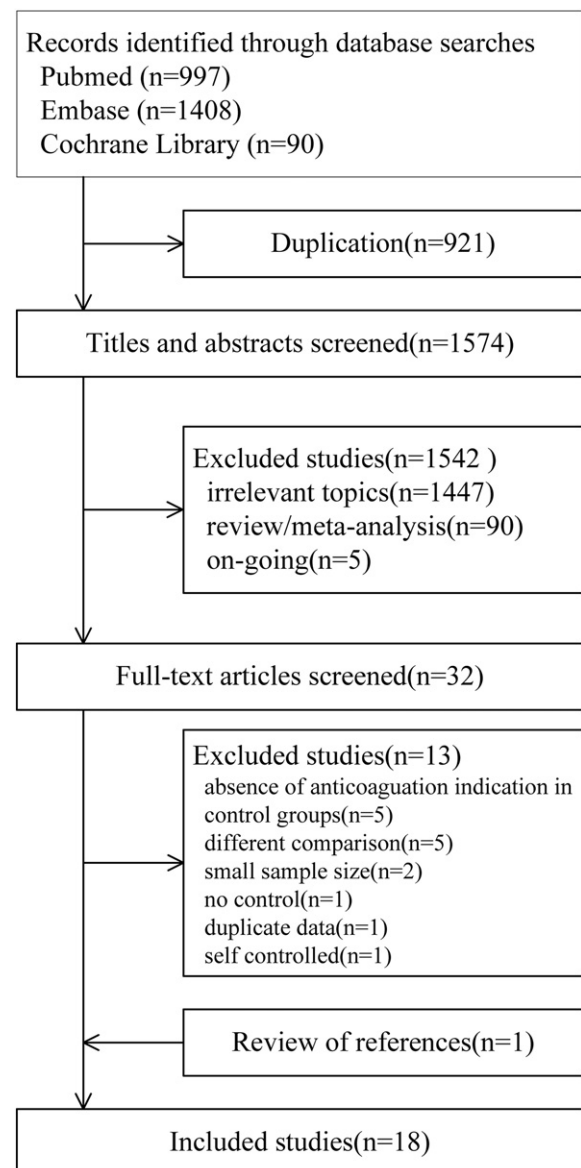 Records identified through database searches
Pubmed (n=997)
Embase (n=1408)
Cochrane Library (n=90)
Duplication(n=921)
Titles and abstracts screened(n=1574)
Excluded studies(n=1542 )
irrelevant topics(n=1447)
review/meta-analysis(n=90)
on-going(n=5)
Full-text articles screened(n=32)
Excluded studies(n=13)
absence of anticoaguation indication in
control groups(n=5)
different comparison(n=5)
small sample size(n=2)
no control(n=1)
duplicate data(n=1)
self controlled(n=1)
Review of references(n=1)
Included studies(n=18)